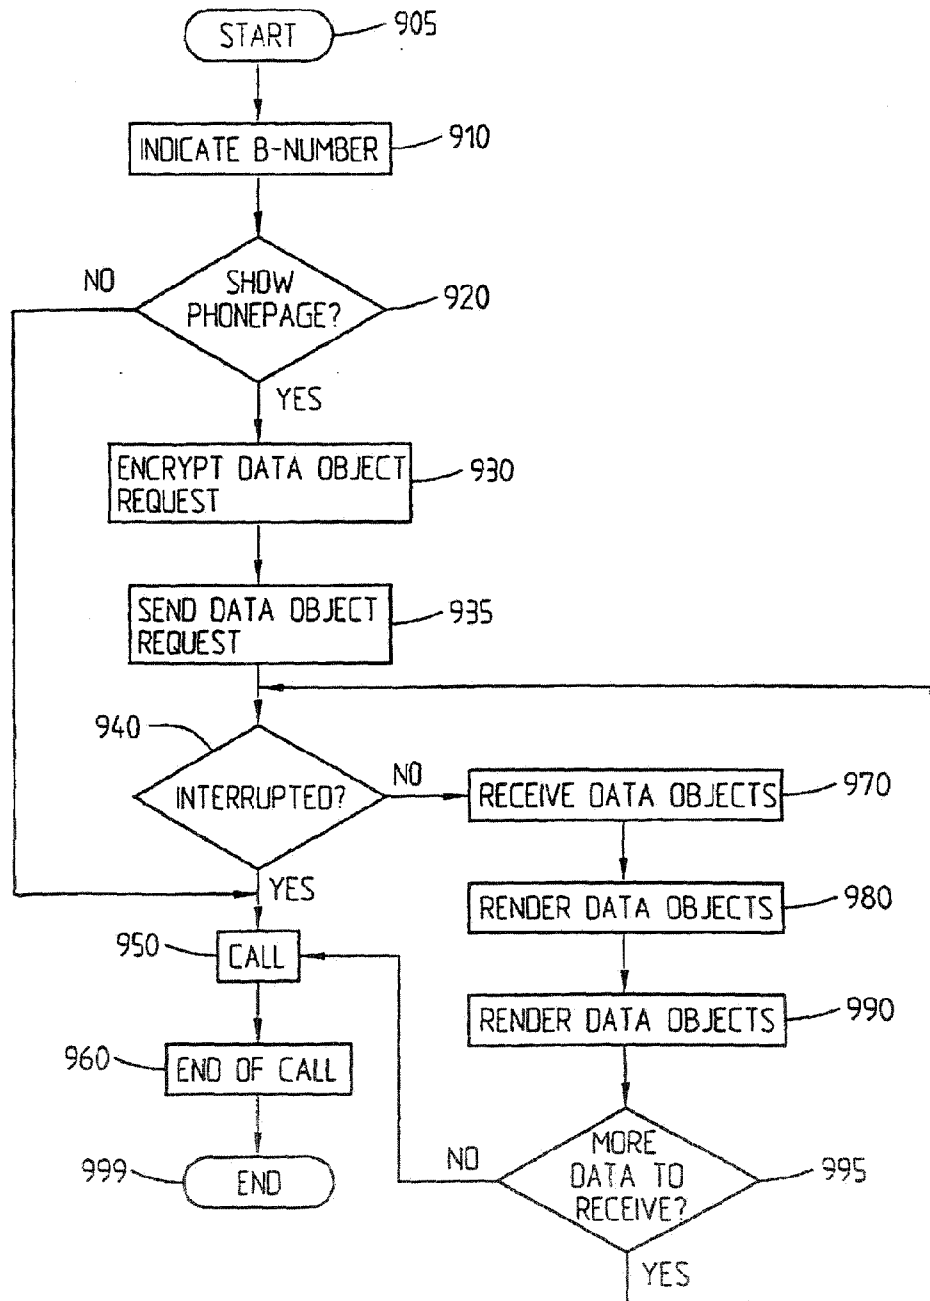 START
905
INDICATE B-NUMBER
910
NO
SHOW
PHONEPAGE?
920
YES
ENCRYPT DATA OBJECT
REQUEST
930
SEND DATA OBJECT
REQUEST
935
940
INTERRUPTED?
NO
RECEIVE DATA OBJECTS
970
YES
RENDER DATA OBJECTS
980
950
CALL
RENDER DATA OBJECTS
990
960
END OF CALL
NO
MORE
DATA TO
RECEIVE?
995
999
END
YES